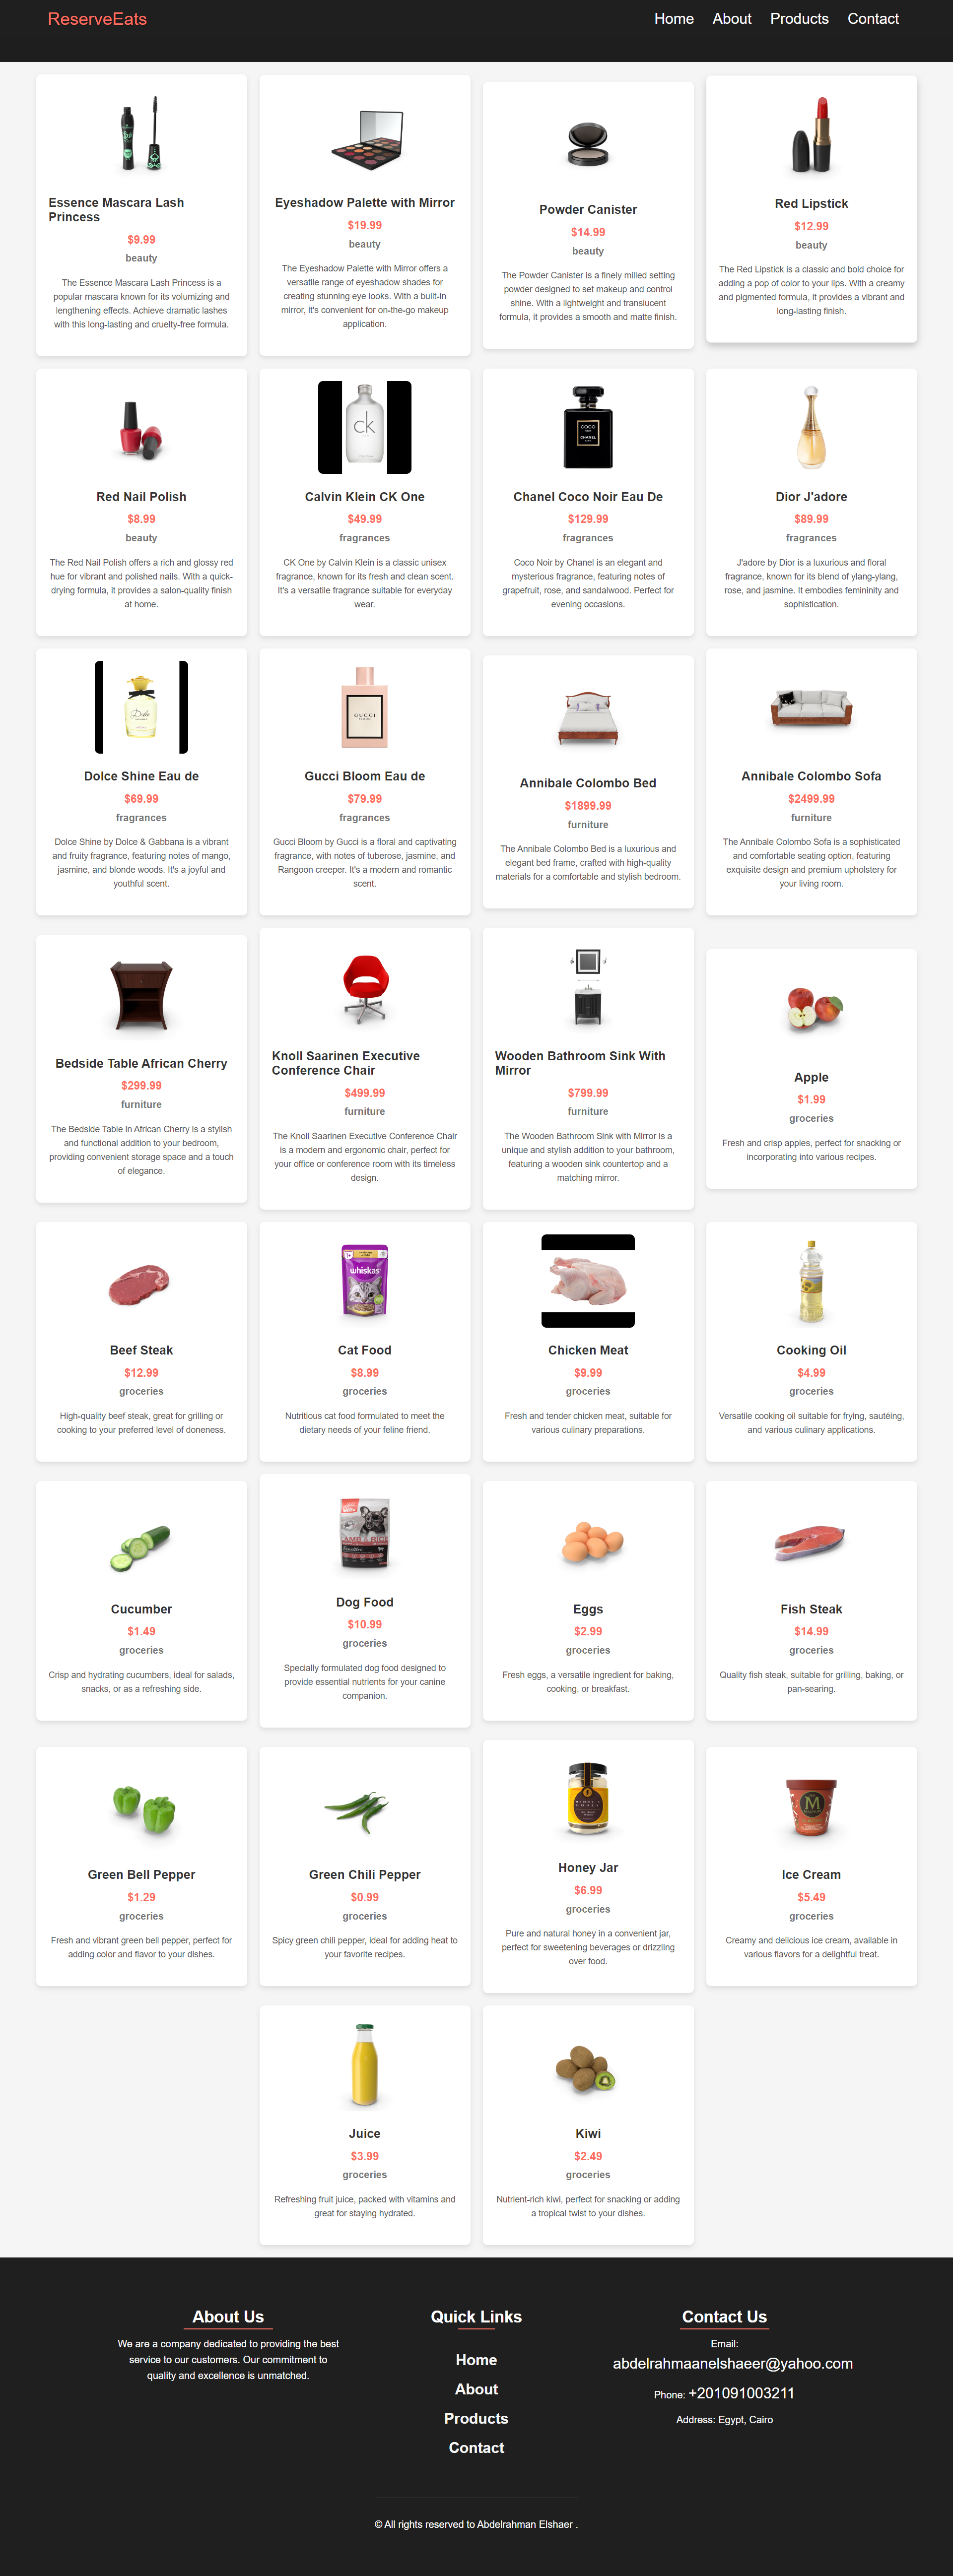 ReserveEats
Home
About
Products
Contact
Essence Mascara Lash
Princess
$9.99
beauty
The Essence Mascara Lash Princess is a
popular mascara known for its volumizing and
lengthening effects. Achieve dramatic lashes
with this long-lasting and cruelty-free formula.
Eyeshadow Palette with Mirror
$19.99
beauty
The Eyeshadow Palette with Mirror offers a
versatile range of eyeshadow shades for
creating stunning eye looks. With a built-in
mirror, it's convenient for on-the-go makeup
application.
Powder Canister
$14.99
beauty
The Powder Canister is a finely milled setting
powder designed to set makeup and control
shine. With a lightweight and translucent
formula, it provides a smooth and matte finish.
Red Lipstick
$12.99
beauty
The Red Lipstick is a classic and bold choice for
adding a pop of color to your lips. With a creamy
and pigmented formula, it provides a vibrant and
long-lasting finish.
Red Nail Polish
$8.99
beauty
The Red Nail Polish offers a rich and glossy red
hue for vibrant and polished nails. With a quick-
drying formula, it provides a salon-quality finish
at home.
ck
Calvin Klein CK One
$49.99
fragrances
CK One by Calvin Klein is a classic unisex
fragrance, known for its fresh and clean scent.
It's a versatile fragrance suitable for everyday
wear.
COCO
CHANEL
Chanel Coco Noir Eau De
$129.99
fragrances
Coco Noir by Chanel is an elegant and
mysterious fragrance, featuring notes of
grapefruit, rose, and sandalwood. Perfect for
evening occasions.
Dior J'adore
$89.99
fragrances
J'adore by Dior is a luxurious and floral
fragrance, known for its blend of ylang-ylang,
rose, and jasmine. It embodies femininity and
sophistication.
Dolce
Dolce Shine Eau de
$69.99
fragrances
Dolce Shine by Dolce & Gabbana is a vibrant
and fruity fragrance, featuring notes of mango,
jasmine, and blonde woods. It's a joyful and
youthful scent.
GUCCI
Gucci Bloom Eau de
$79.99
fragrances
Gucci Bloom by Gucci is a floral and captivating
fragrance, with notes of tuberose, jasmine, and
Rangoon creeper. It's a modern and romantic
scent.
Annibale Colombo Bed
$1899.99
furniture
The Annibale Colombo Bed is a luxurious and
elegant bed frame, crafted with high-quality
materials for a comfortable and stylish bedroom.
Annibale Colombo Sofa
$2499.99
furniture
The Annibale Colombo Sofa is a sophisticated
and comfortable seating option, featuring
exquisite design and premium upholstery for
your living room.
Bedside Table African Cherry
$299.99
furniture
The Bedside Table in African Cherry is a stylish
and functional addition to your bedroom,
providing convenient storage space and a touch
of elegance.
Knoll Saarinen Executive
Conference Chair
$499.99
furniture
The Knoll Saarinen Executive Conference Chair
is a modern and ergonomic chair, perfect for
your office or conference room with its timeless
design.
Wooden Bathroom Sink With
Mirror
$799.99
furniture
The Wooden Bathroom Sink with Mirror is a
unique and stylish addition to your bathroom,
featuring a wooden sink countertop and a
matching mirror.
Apple
$1.99
groceries
Fresh and crisp apples, perfect for snacking or
incorporating into various recipes.
Beef Steak
$12.99
groceries
High-quality beef steak, great for grilling or
cooking to your preferred level of doneness.
whiskas
Cat Food
$8.99
groceries
Nutritious cat food formulated to meet the
dietary needs of your feline friend.
Chicken Meat
$9.99
groceries
Fresh and tender chicken meat, suitable for
various culinary preparations.
Cooking Oil
$4.99
groceries
Versatile cooking oil suitable for frying, sautéing,
and various culinary applications.
Cucumber
$1.49
groceries
Crisp and hydrating cucumbers, ideal for salads,
snacks, or as a refreshing side.
LAMB & RICE
Dog Food
$10.99
groceries
Specially formulated dog food designed to
provide essential nutrients for your canine
companion.
Eggs
$2.99
groceries
Fresh eggs, a versatile ingredient for baking,
cooking, or breakfast.
Fish Steak
$14.99
groceries
Quality fish steak, suitable for grilling, baking, or
pan-searing.
Green Bell Pepper
$1.29
groceries
Fresh and vibrant green bell pepper, perfect for
adding color and flavor to your dishes.
Green Chili Pepper
$0.99
groceries
Spicy green chili pepper, ideal for adding heat to
your favorite recipes.
Honey Jar
$6.99
groceries
Pure and natural honey in a convenient jar,
perfect for sweetening beverages or drizzling
over food.
M
Ice Cream
$5.49
groceries
Creamy and delicious ice cream, available in
various flavors for a delightful treat.
Juice
$3.99
groceries
Refreshing fruit juice, packed with vitamins and
great for staying hydrated.
Kiwi
$2.49
groceries
Nutrient-rich kiwi, perfect for snacking or adding
a tropical twist to your dishes.
About Us
We are a company dedicated to providing the best
service to our customers. Our commitment to
quality and excellence is unmatched.
Quick Links
Home
About
Products
Contact
Contact Us
Email:
abdelrahmaanelshaeer@yahoo.com
Phone: +201091003211
Address: Egypt, Cairo
© All rights reserved to Abdelrahman Elshaer .